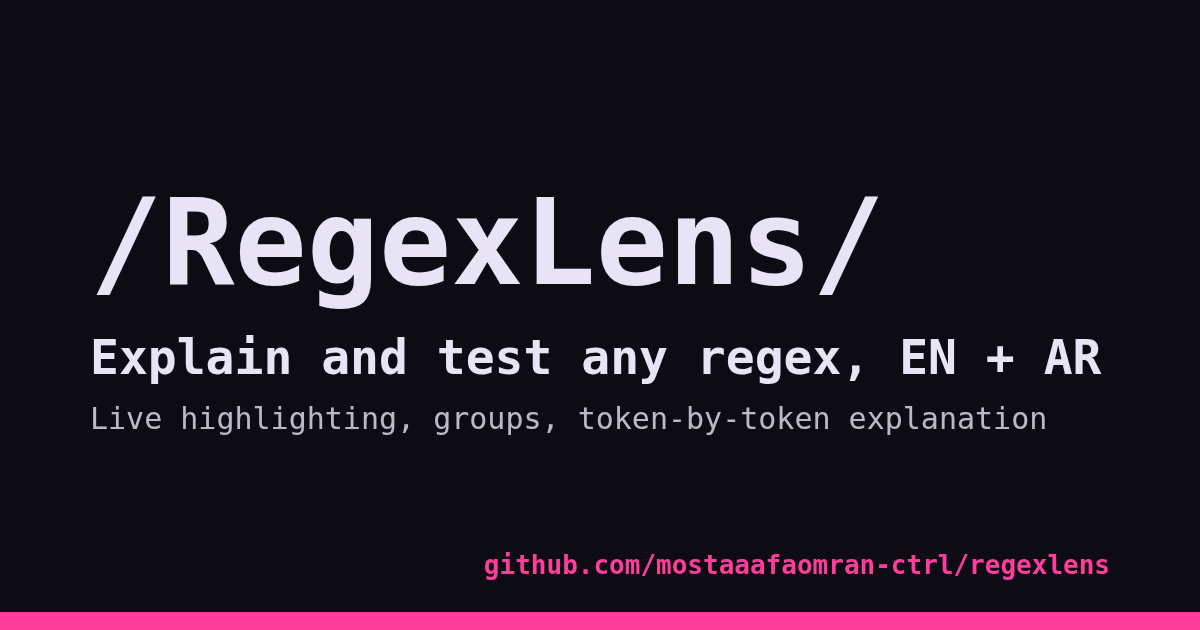 /RegexLens/
Explain and test any regex, EN + AR
Live highlighting, groups, token-by-token explanation
github.com/mostaaafaomran-ctrl/regexlens